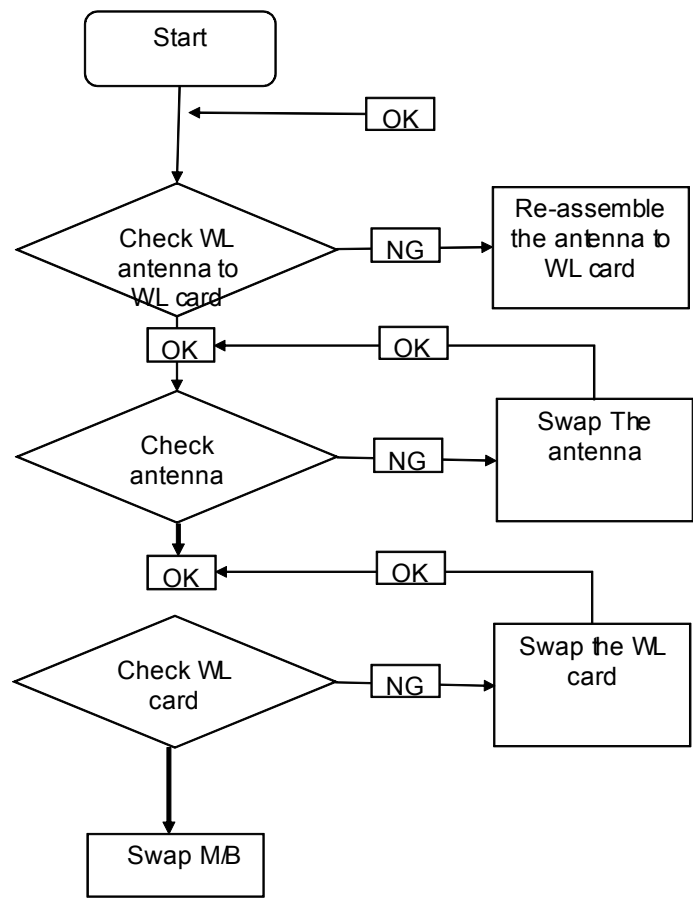 Start
OK
Check WL
antenna to
WL card
NG
Re-assemble
the antenna to
WL card
OK
OK
Check
antenna
NG
Swap The
antenna
OK
OK
Check WL
card
NG
Swap the WL
card
Swap M/B